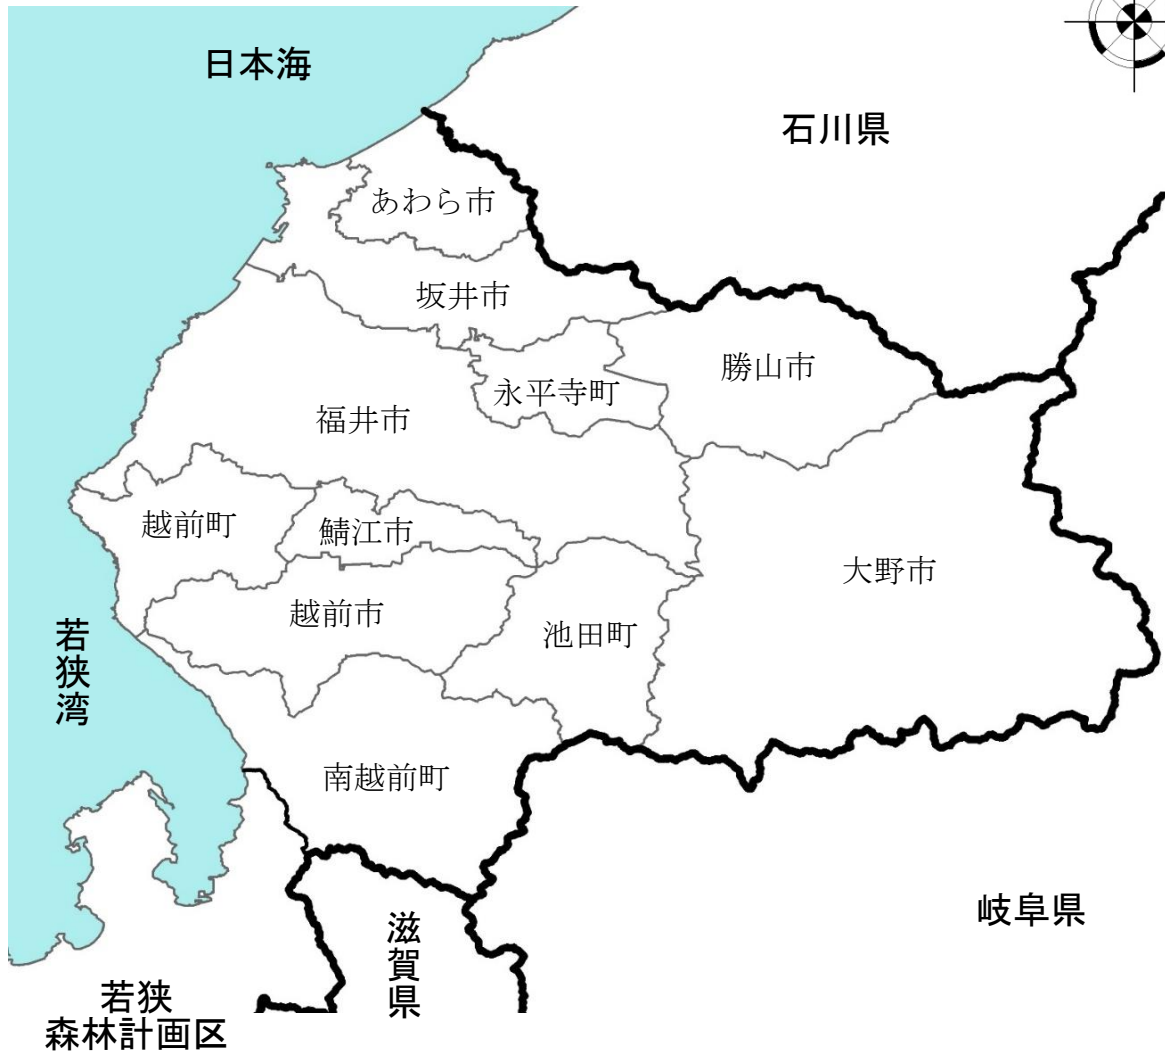 日本海
石川県
あわら市
坂井市
勝山市
永平寺町
福井市
越前町
鯖江市
大野市
越前市
池田町
若狭湾
南越前町
岐阜県
滋賀県
若狭
森林計画区